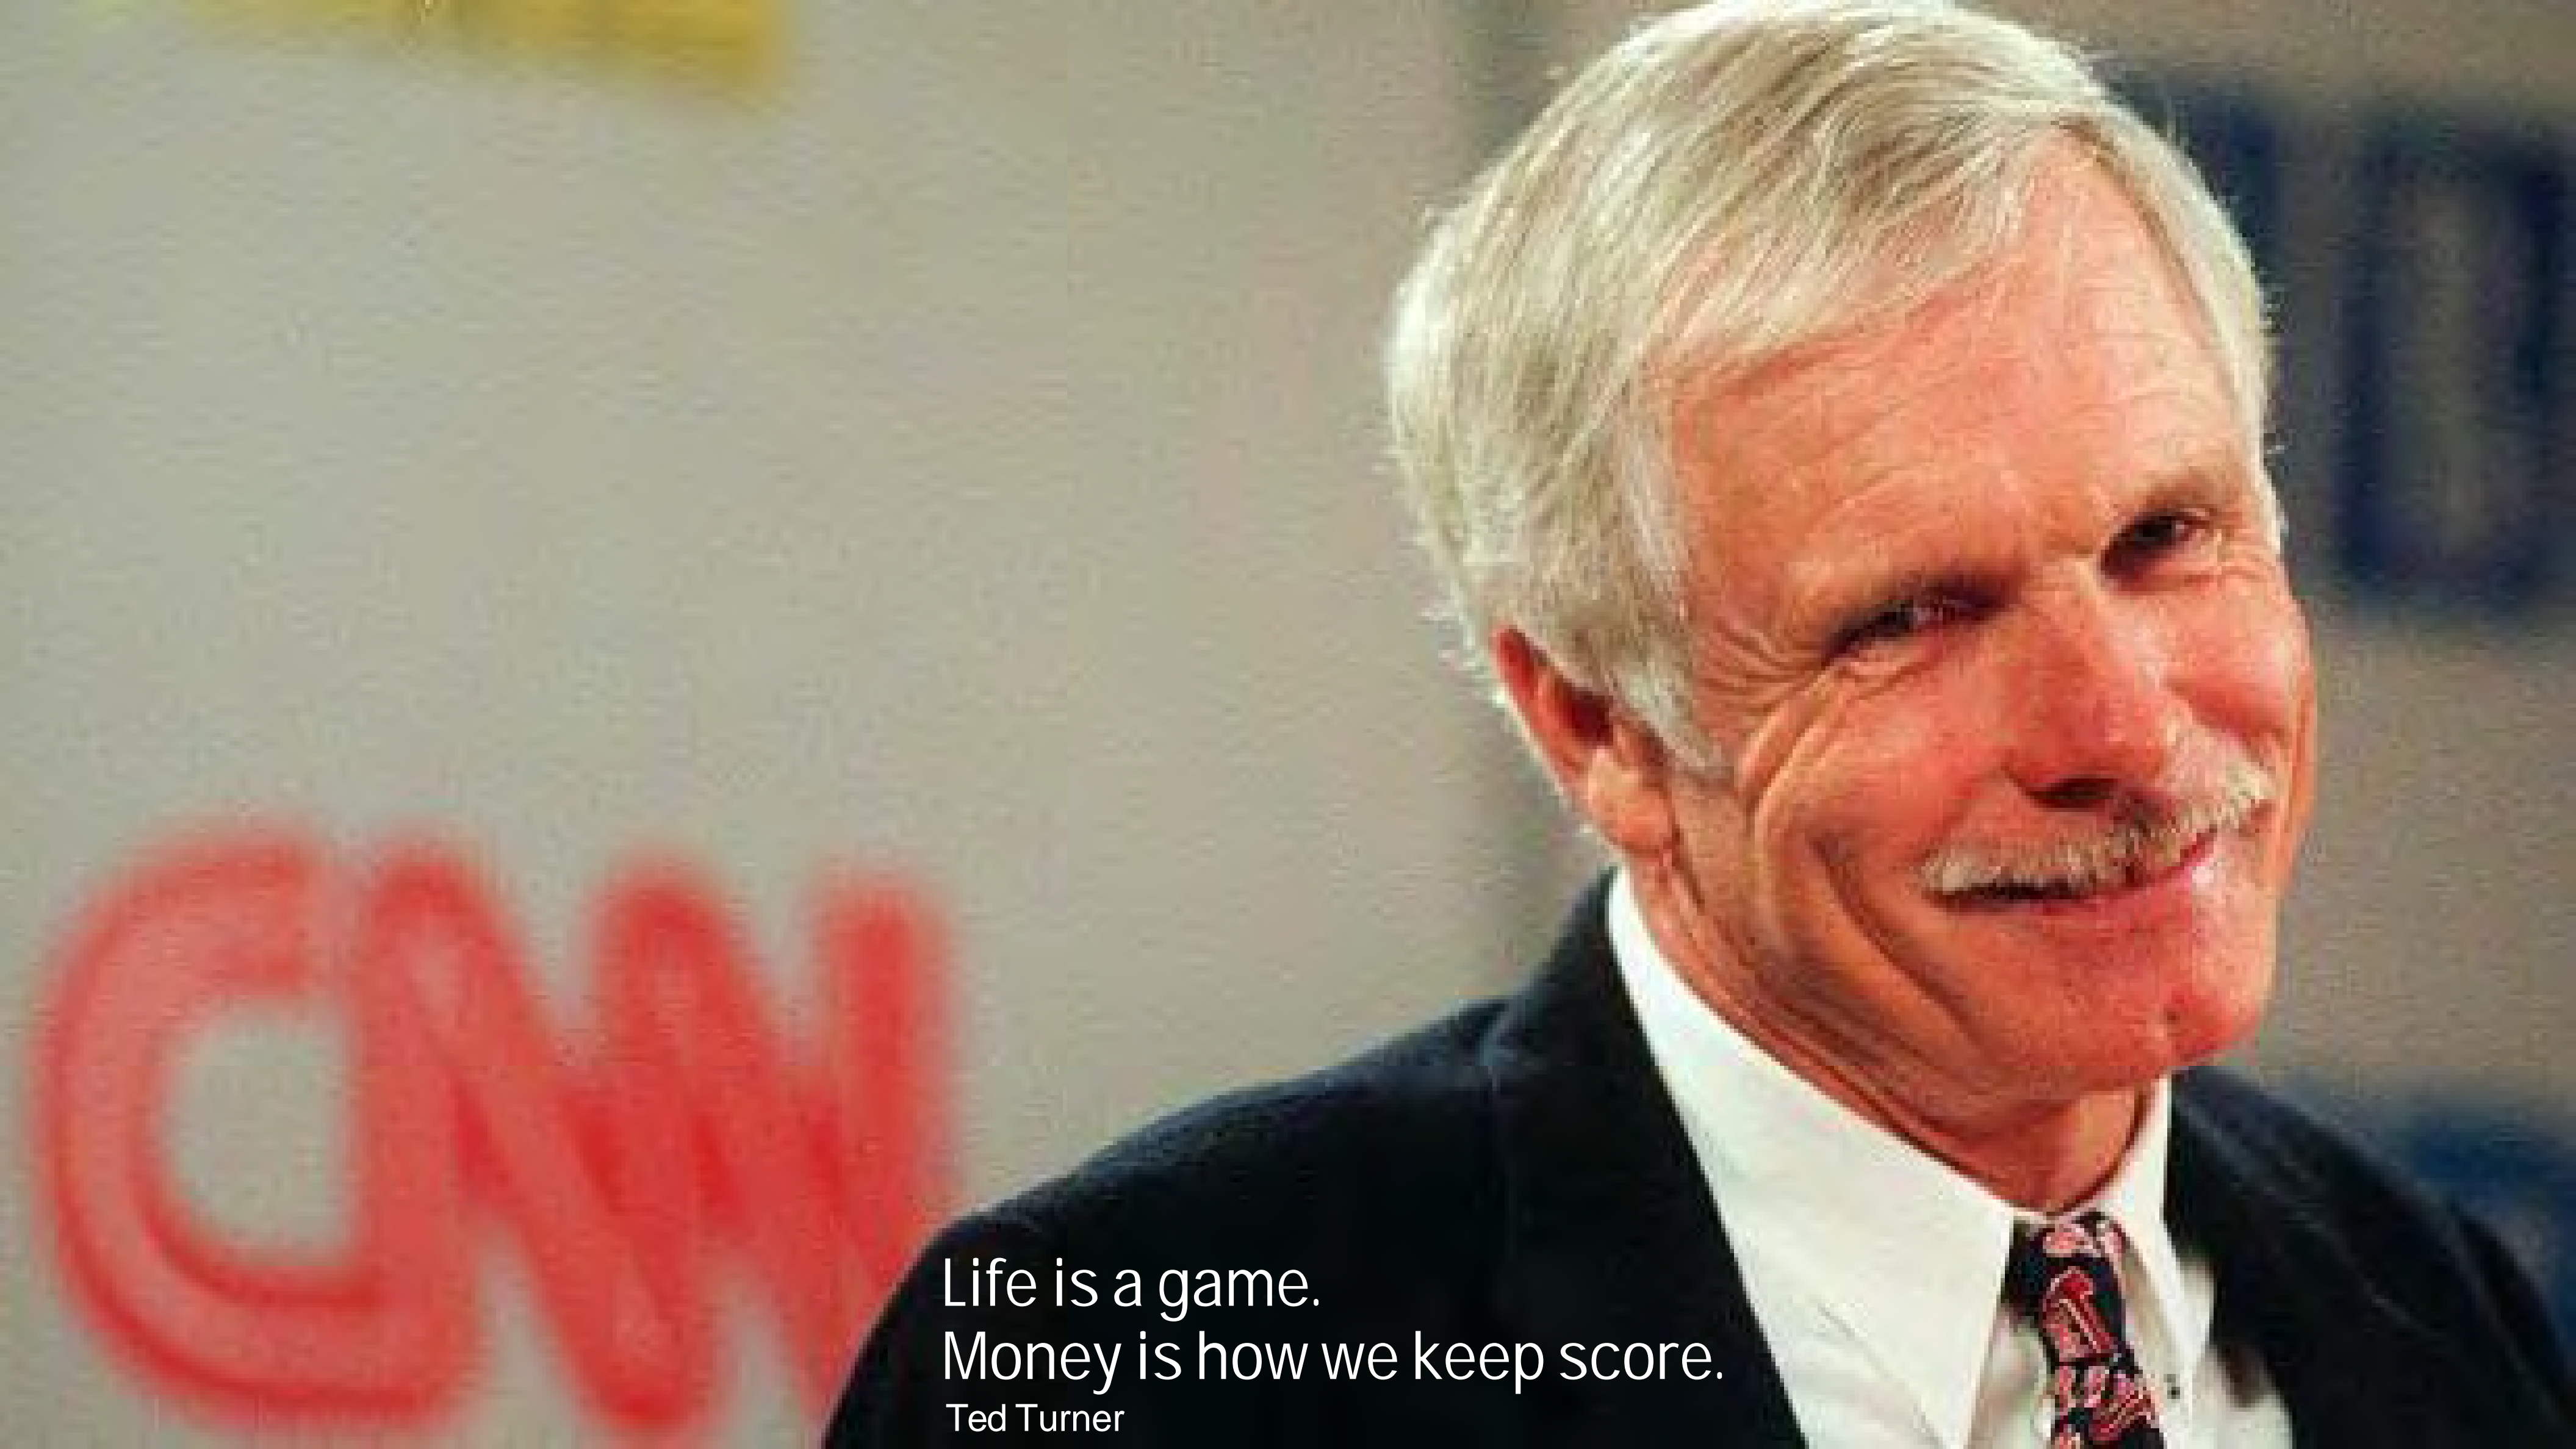 CNN
Life is a game.
Money is how we keep score.
Ted Turner